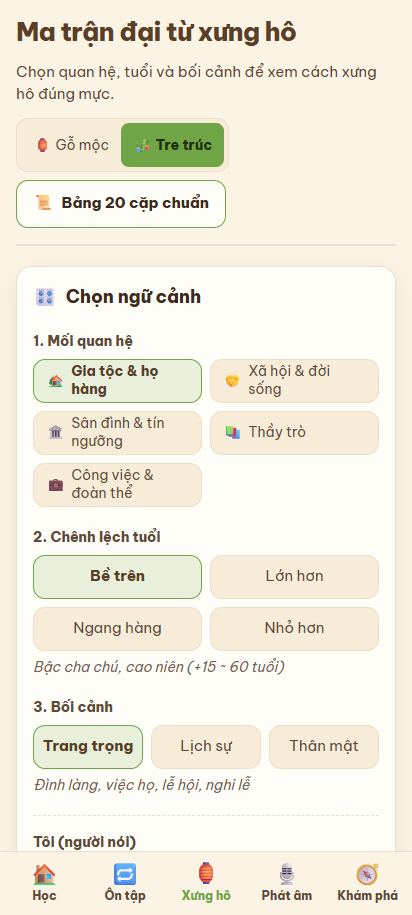 Ma trận đại từ xưng hô
Chọn quan hệ, tuổi và bối cảnh để xem cách xưng
hô đúng mực.
Gỗ mộc
Tre trúc
Bảng 20 cặp chuẩn
Chọn ngữ cảnh
1. Mối quan hệ
Gia tộc & họ
hàng
Xã hội & đời
sống
Sân đình & tín
ngưỡng
Thầy trò
Công việc &
đoàn thể
2. Chênh lệch tuổi
Bề trên
Lớn hơn
Ngang hàng
Nhỏ hơn
Bậc cha chú, cao niên (+15 ~ 60 tuổi)
3. Bối cảnh
Trang trọng
Lịch sự
Thân mật
Đình làng, việc họ, lễ hội, nghi lễ
Tôi (người nói)
Học
Ôn tập
Xưng hô
Phát âm
Khám phá